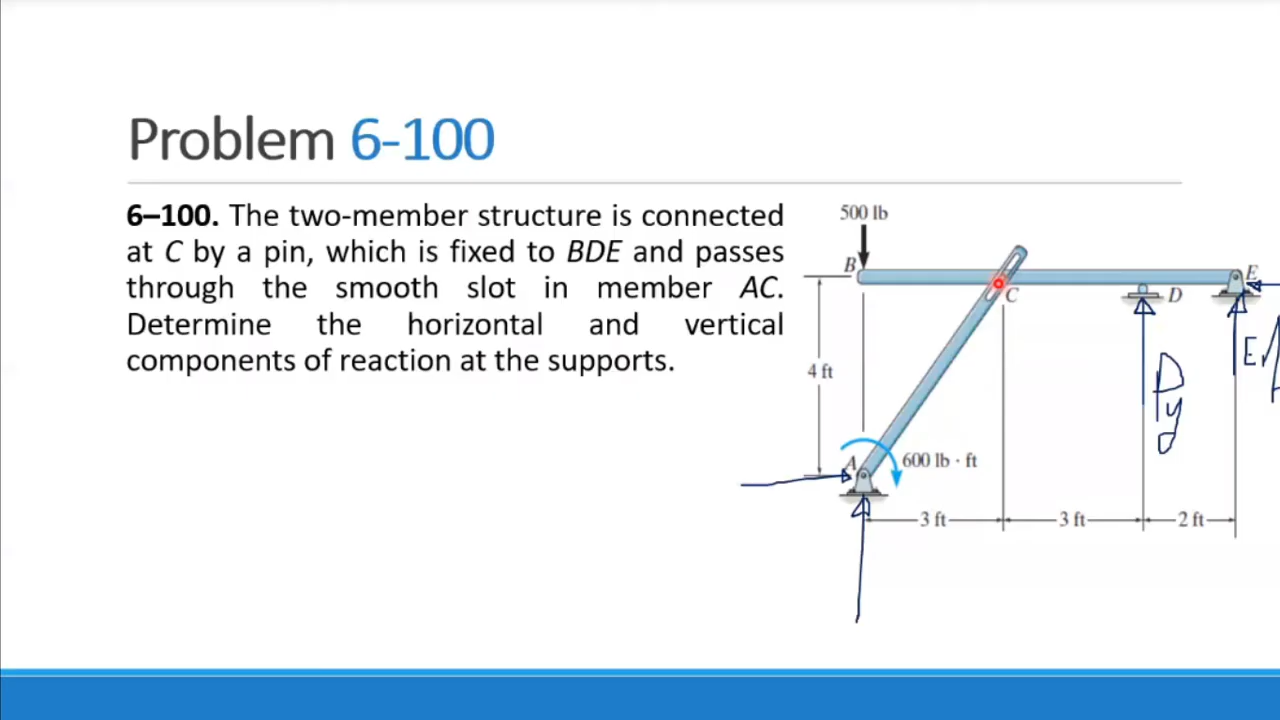 Problem 6-100
6–100. The two-member structure is connected
at C by a pin, which is fixed to BDE and passes
through the smooth slot in member AC.
Determine the horizontal and vertical
components of reaction at the supports.
500 lb
B
E
C
D
4 ft
A
600 lb · ft
3 ft
3 ft
2 ft
Dy